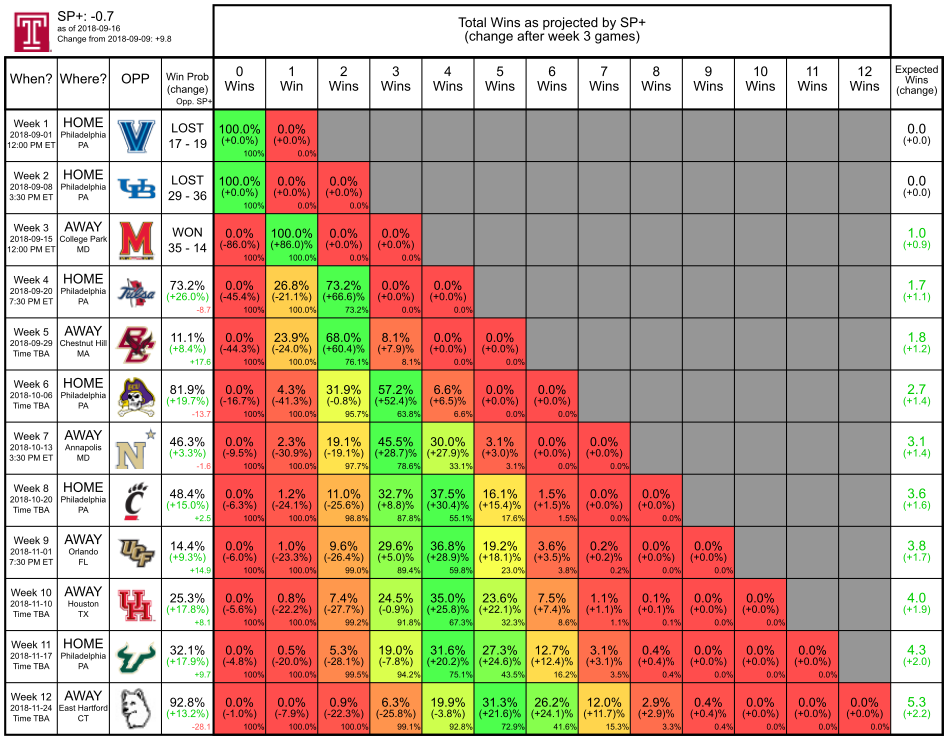 SP+: -0.7
as of 2018-09-16
Change from 2018-09-09: +9.8
Total Wins as projected by SP+
(change after week 3 games)
When? Where? OPP Win Prob (change) Opp. SP+ 0 Wins 1 Win 2 Wins 3 Wins 4 Wins 5 Wins 6 Wins 7 Wins 8 Wins 9 Wins 10 Wins 11 Wins 12 Wins Expected Wins (change)
Week 1 HOME
2018-09-01 Philadelphia LOST 100.0% 0.0% 0.0
12:00 PM ET PA 17 - 19 (+0.0%) (+0.0%) (+0.0)
100% 0.0%
Week 2 HOME
2018-09-08 Philadelphia LOST 100.0% 0.0% 0.0% 0.0
3:30 PM ET PA UB 29 - 36 (+0.0%) (+0.0%) (+0.0%) (+0.0)
100% 0.0% 0.0%
Week 3 AWAY
2018-09-15 College Park WON 0.0% 100.0% 0.0% 0.0% 1.0
12:00 PM ET MD 35 - 14 (-86.0%) (+86.0)% (+0.0%) (+0.0%) (+0.9)
100% 100.0% 0.0% 0.0%
Week 4 HOME
2018-09-20 Philadelphia Tulsa 73.2% 0.0% 26.8% 73.2% 0.0% 0.0% 1.7
7:30 PM ET PA (+26.0%) (-45.4%) (-21.1%) (+66.6%) (+0.0%) (+0.0%) (+1.1)
-8.7 100% 100.0% 73.2% 0.0% 0.0%
Week 5 AWAY
2018-09-29 Chestnut Hill 11.1% 0.0% 23.9% 68.0% 8.1% 0.0% 0.0% 1.8
Time TBA MA (+8.4%) (-44.3%) (-24.0%) (+60.4%) (+7.9%) (+0.0%) (+0.0%) (+1.2)
+17.6 100% 100.0% 76.1% 8.1% 0.0% 0.0%
Week 6 HOME
2018-10-06 Philadelphia ECU 81.9% 0.0% 4.3% 31.9% 57.2% 6.6% 0.0% 0.0% 2.7
Time TBA PA (+19.7%) (-16.7%) (-41.3%) (-0.8%) (+52.4%) (+6.5%) (+0.0%) (+0.0%) (+1.4)
-13.7 100% 100.0% 95.7% 63.8% 6.6% 0.0% 0.0%
Week 7 AWAY
2018-10-13 Annapolis 46.3% 0.0% 2.3% 19.1% 45.5% 30.0% 3.1% 0.0% 0.0% 3.1
3:30 PM ET MD (+3.3%) (-9.5%) (-30.9%) (-19.1%) (+28.7)% (+27.9)% (+3.0%) (+0.0%) (+0.0%) (+1.4)
-1.6 100% 100.0% 97.7% 78.6% 33.1% 3.1% 0.0% 0.0%
Week 8 HOME
2018-10-20 Philadelphia 48.4% 0.0% 1.2% 11.0% 32.7% 37.5% 16.1% 1.5% 0.0% 0.0% 3.6
Time TBA PA (+15.0%) (-6.3%) (-24.1%) (-25.6%) (+8.8)% (+30.4)% (+15.4%) (+1.5%) (+0.0%) (+0.0%) (+1.6)
+2.5 100% 100.0% 98.8% 87.8% 55.1% 17.6% 1.5% 0.0% 0.0%
Week 9 AWAY
2018-11-01 Orlando UCF 14.4% 0.0% 1.0% 9.6% 29.6% 36.8% 19.2% 3.6% 0.2% 0.0% 0.0% 3.8
7:30 PM ET FL (+9.3%) (-6.0%) (-23.3%) (-26.4%) (+5.0)% (+28.9)% (+18.1%) (+3.5%) (+0.2%) (+0.0%) (+0.0%) (+1.7)
+14.9 100% 100.0% 99.0% 89.4% 59.8% 23.0% 3.8% 0.2% 0.0% 0.0%
Week 10 AWAY
2018-11-10 Houston 25.3% 0.0% 0.8% 7.4% 24.5% 35.0% 23.6% 7.5% 1.1% 0.1% 0.0% 0.0% 4.0
Time TBA TX (+17.8%) (-5.6%) (-22.2%) (-27.7%) (-0.9%) (+25.8%) (+22.1%) (+7.4%) (+1.1%) (+0.1%) (+0.0%) (+0.0%) (+1.9)
+8.1 100% 100.0% 99.2% 91.8% 67.3% 32.3% 8.6% 1.1% 0.1% 0.0% 0.0%
Week 11 HOME
2018-11-17 Philadelphia 32.1% 0.0% 0.5% 5.3% 19.0% 31.6% 27.3% 12.7% 3.1% 0.4% 0.0% 0.0% 0.0% 4.3
Time TBA PA (+17.9%) (-4.8%) (-20.0%) (-28.1%) (-7.8%) (+20.2%) (+24.6%) (+12.4%) (+3.1%) (+0.4%) (+0.0%) (+0.0%) (+0.0%) (+2.0)
+9.7 100% 100.0% 99.5% 94.2% 75.1% 43.5% 16.2% 3.5% 0.4% 0.0% 0.0% 0.0%
Week 12 AWAY
2018-11-24 East Hartford 92.8% 0.0% 0.0% 0.9% 6.3% 19.9% 31.3% 26.2% 12.0% 2.9% 0.4% 0.0% 0.0% 0.0% 5.3
Time TBA CT (+13.2%) (-1.0%) (-7.9%) (-22.3%) (-25.8%) (-3.8%) (+21.6%) (+24.1%) (+11.7%) (+2.9%) (+0.4%) (+0.0%) (+0.0%) (+0.0%) (+2.2)
-28.1 100% 100.0% 100.0% 99.1% 92.8% 72.9% 41.6% 15.3% 3.3% 0.4% 0.0% 0.0% 0.0%